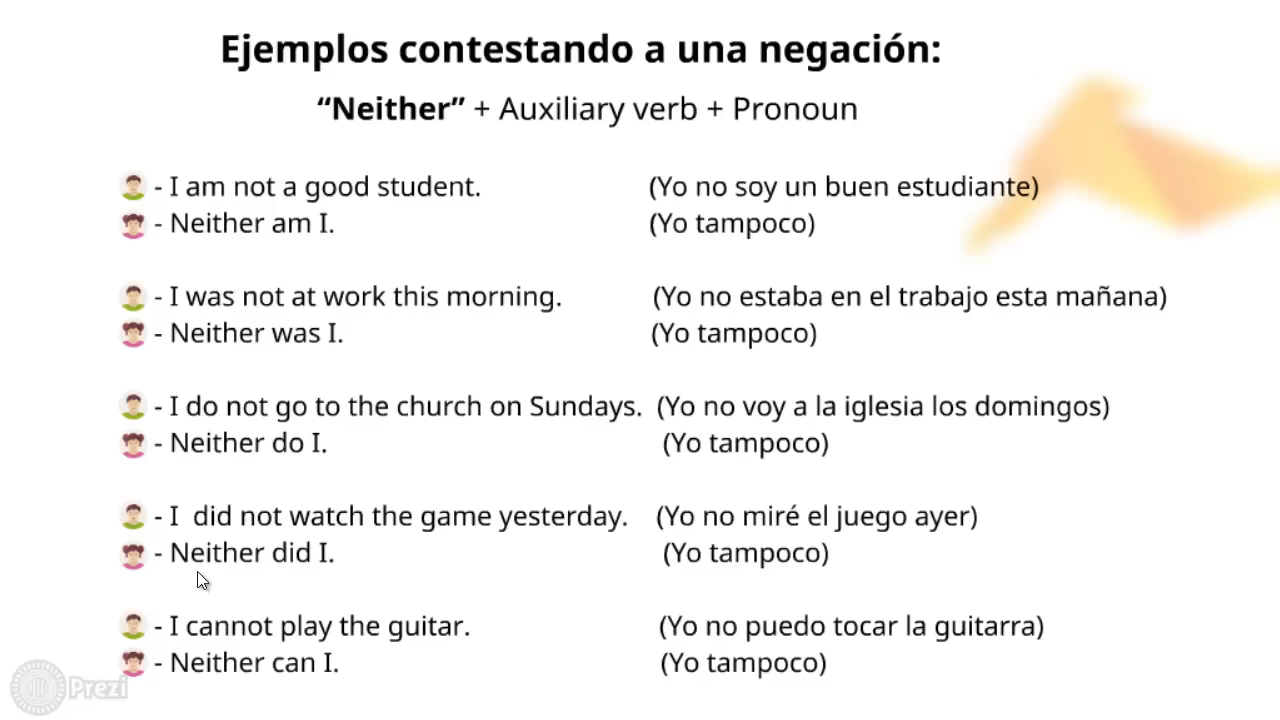 Ejemplos contestando a una negación:
“Neither” + Auxiliary verb + Pronoun
- I am not a good student. (Yo no soy un buen estudiante)
- Neither am I. (Yo tampoco)
- I was not at work this morning. (Yo no estaba en el trabajo esta mañana)
- Neither was I. (Yo tampoco)
- I do not go to the church on Sundays. (Yo no voy a la iglesia los domingos)
- Neither do I. (Yo tampoco)
- I  did not watch the game yesterday. (Yo no miré el juego ayer)
- Neither did I. (Yo tampoco)
- I cannot play the guitar. (Yo no puedo tocar la guitarra)
- Neither can I. (Yo tampoco)
Prezi